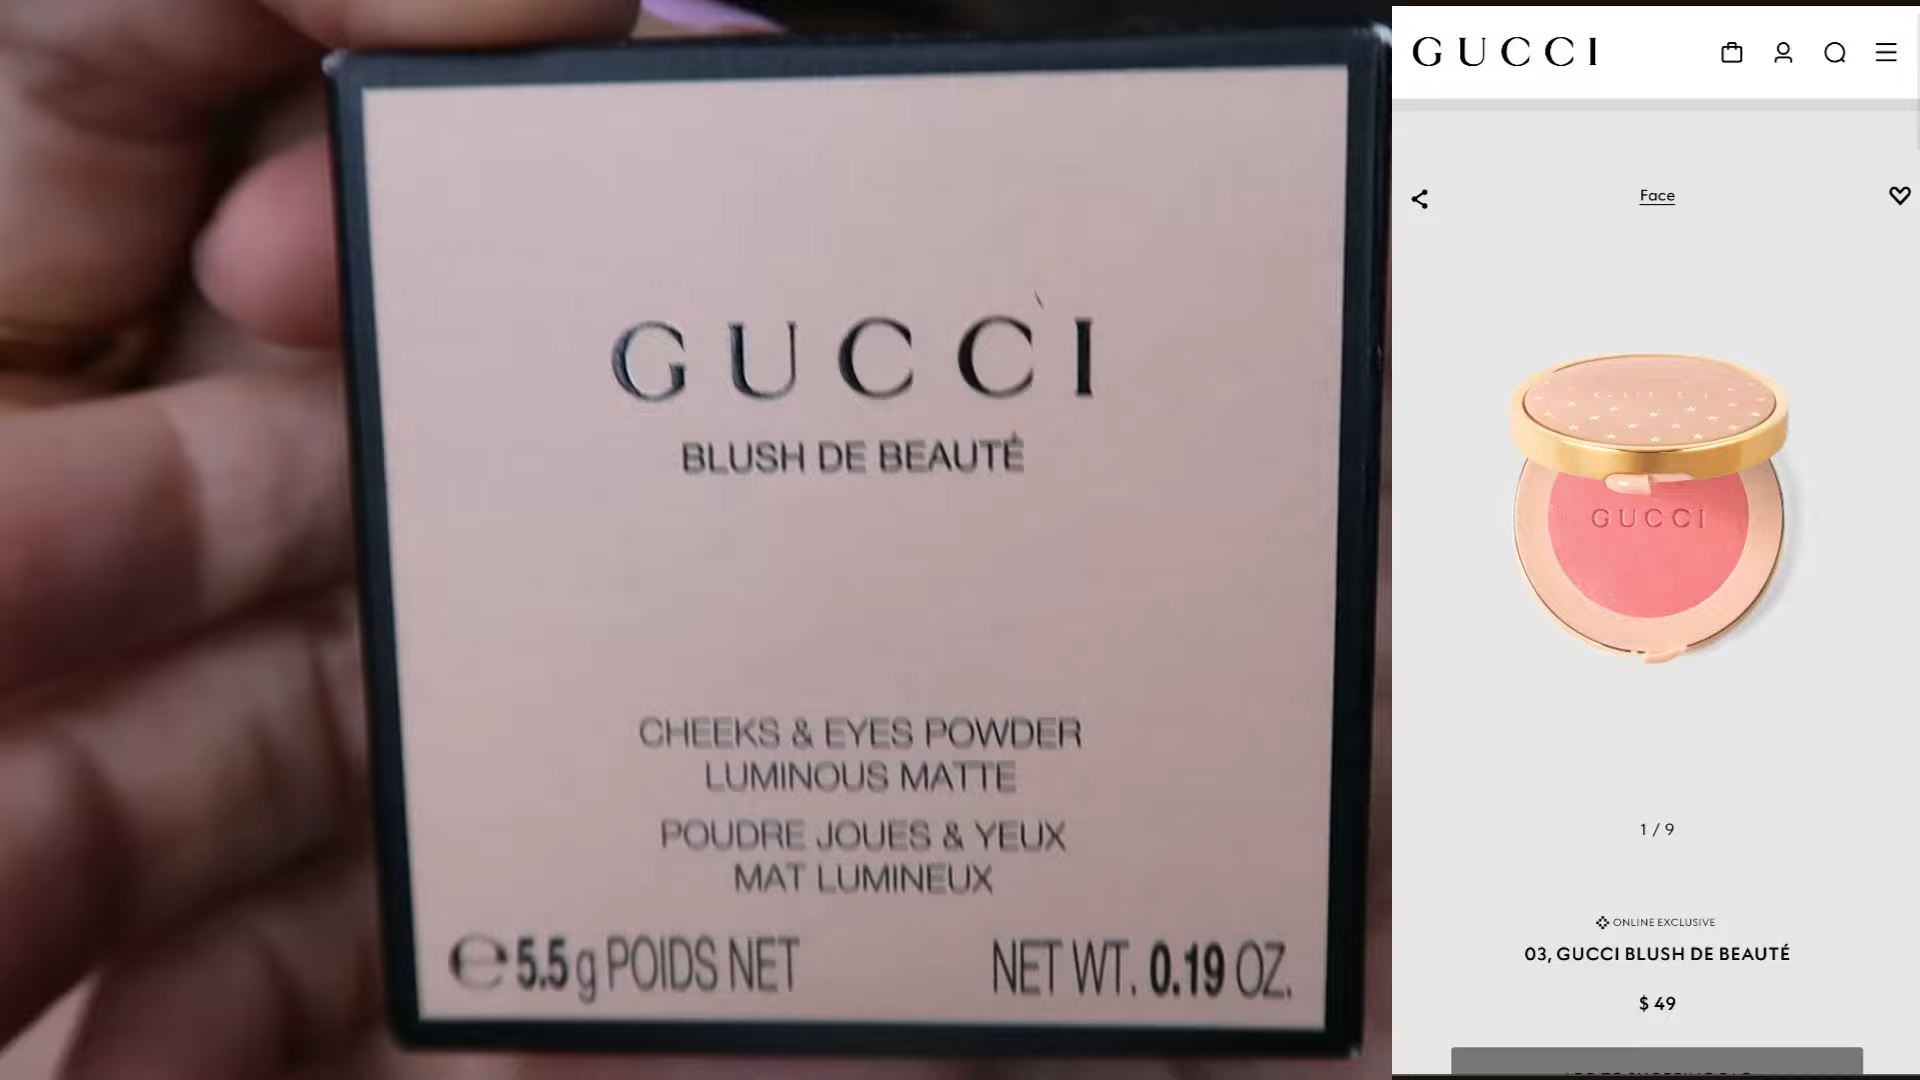 GUCCI
BLUSH DE BEAUTÉ
CHEEKS & EYES POWDER
LUMINOUS MATTE
POUDRE JOUES & YEUX
MAT LUMINEUX
℮ 5.5 g POIDS NET
NET WT. 0.19 OZ.
GUCCI
Face
GUCCI
GUCCI
1 / 9
ONLINE EXCLUSIVE
03, GUCCI BLUSH DE BEAUTÉ
$ 49